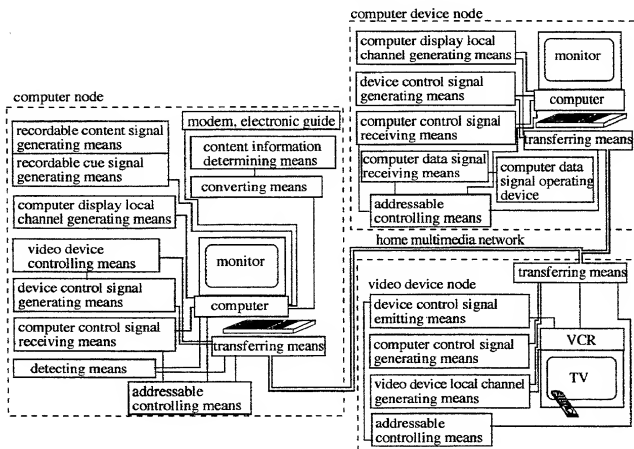 computer device node
computer display local
channel generating means
device control signal
generating means
computer control signal
receiving means
computer data signal
receiving means
addressable
controlling means
monitor
computer
transferring means
computer data
signal operating
device
computer node
recordable content signal
generating means
recordable cue signal
generating means
computer display local
channel generating means
video device
controlling means
device control signal
generating means
computer control signal
receiving means
detecting means
addressable
controlling means
modem, electronic guide
content information
determining means
converting means
monitor
computer
transferring means
home multimedia network
video device node
transferring means
device control signal
emitting means
computer control signal
generating means
video device local channel
generating means
addressable
controlling means
VCR
TV